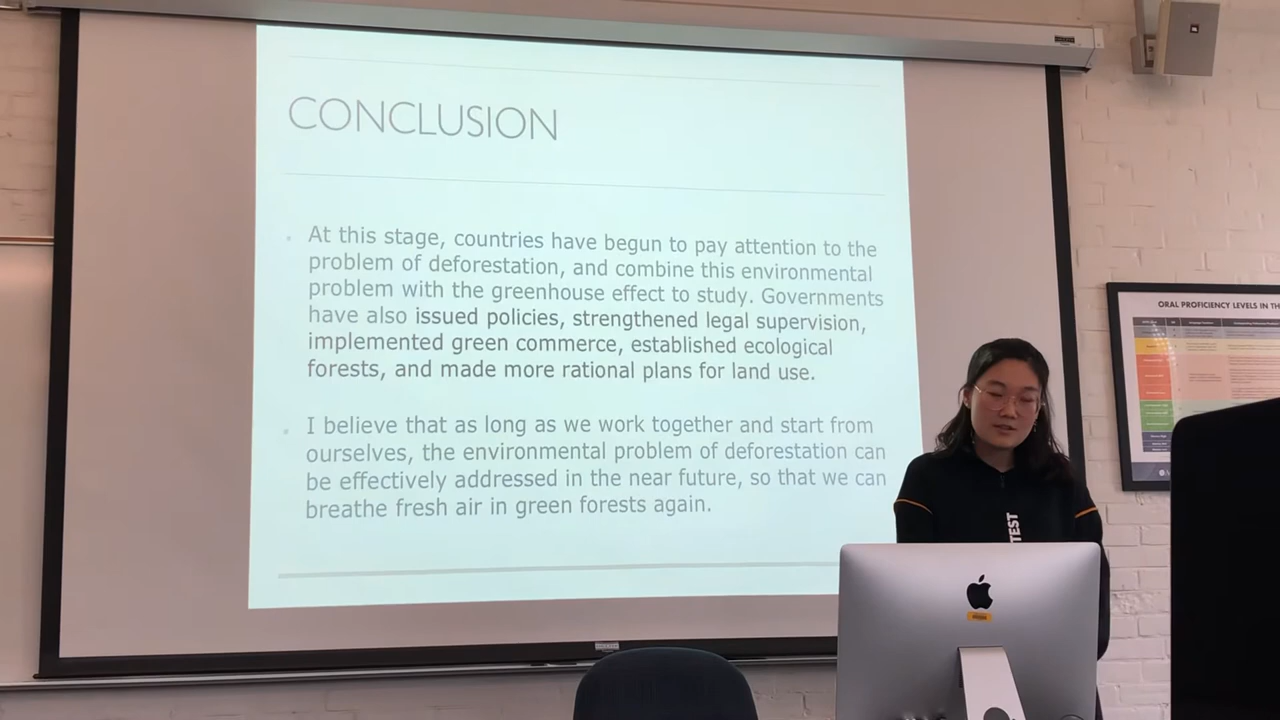 CONCLUSION
At this stage, countries have begun to pay attention to the
problem of deforestation, and combine this environmental
problem with the greenhouse effect to study. Governments
have also issued policies, strengthened legal supervision,
implemented green commerce, established ecological
forests, and made more rational plans for land use.
I believe that as long as we work together and start from
ourselves, the environmental problem of deforestation can
be effectively addressed in the near future, so that we can
breathe fresh air in green forests again.
ORAL PROFICIENCY LEVELS IN TH
TEST